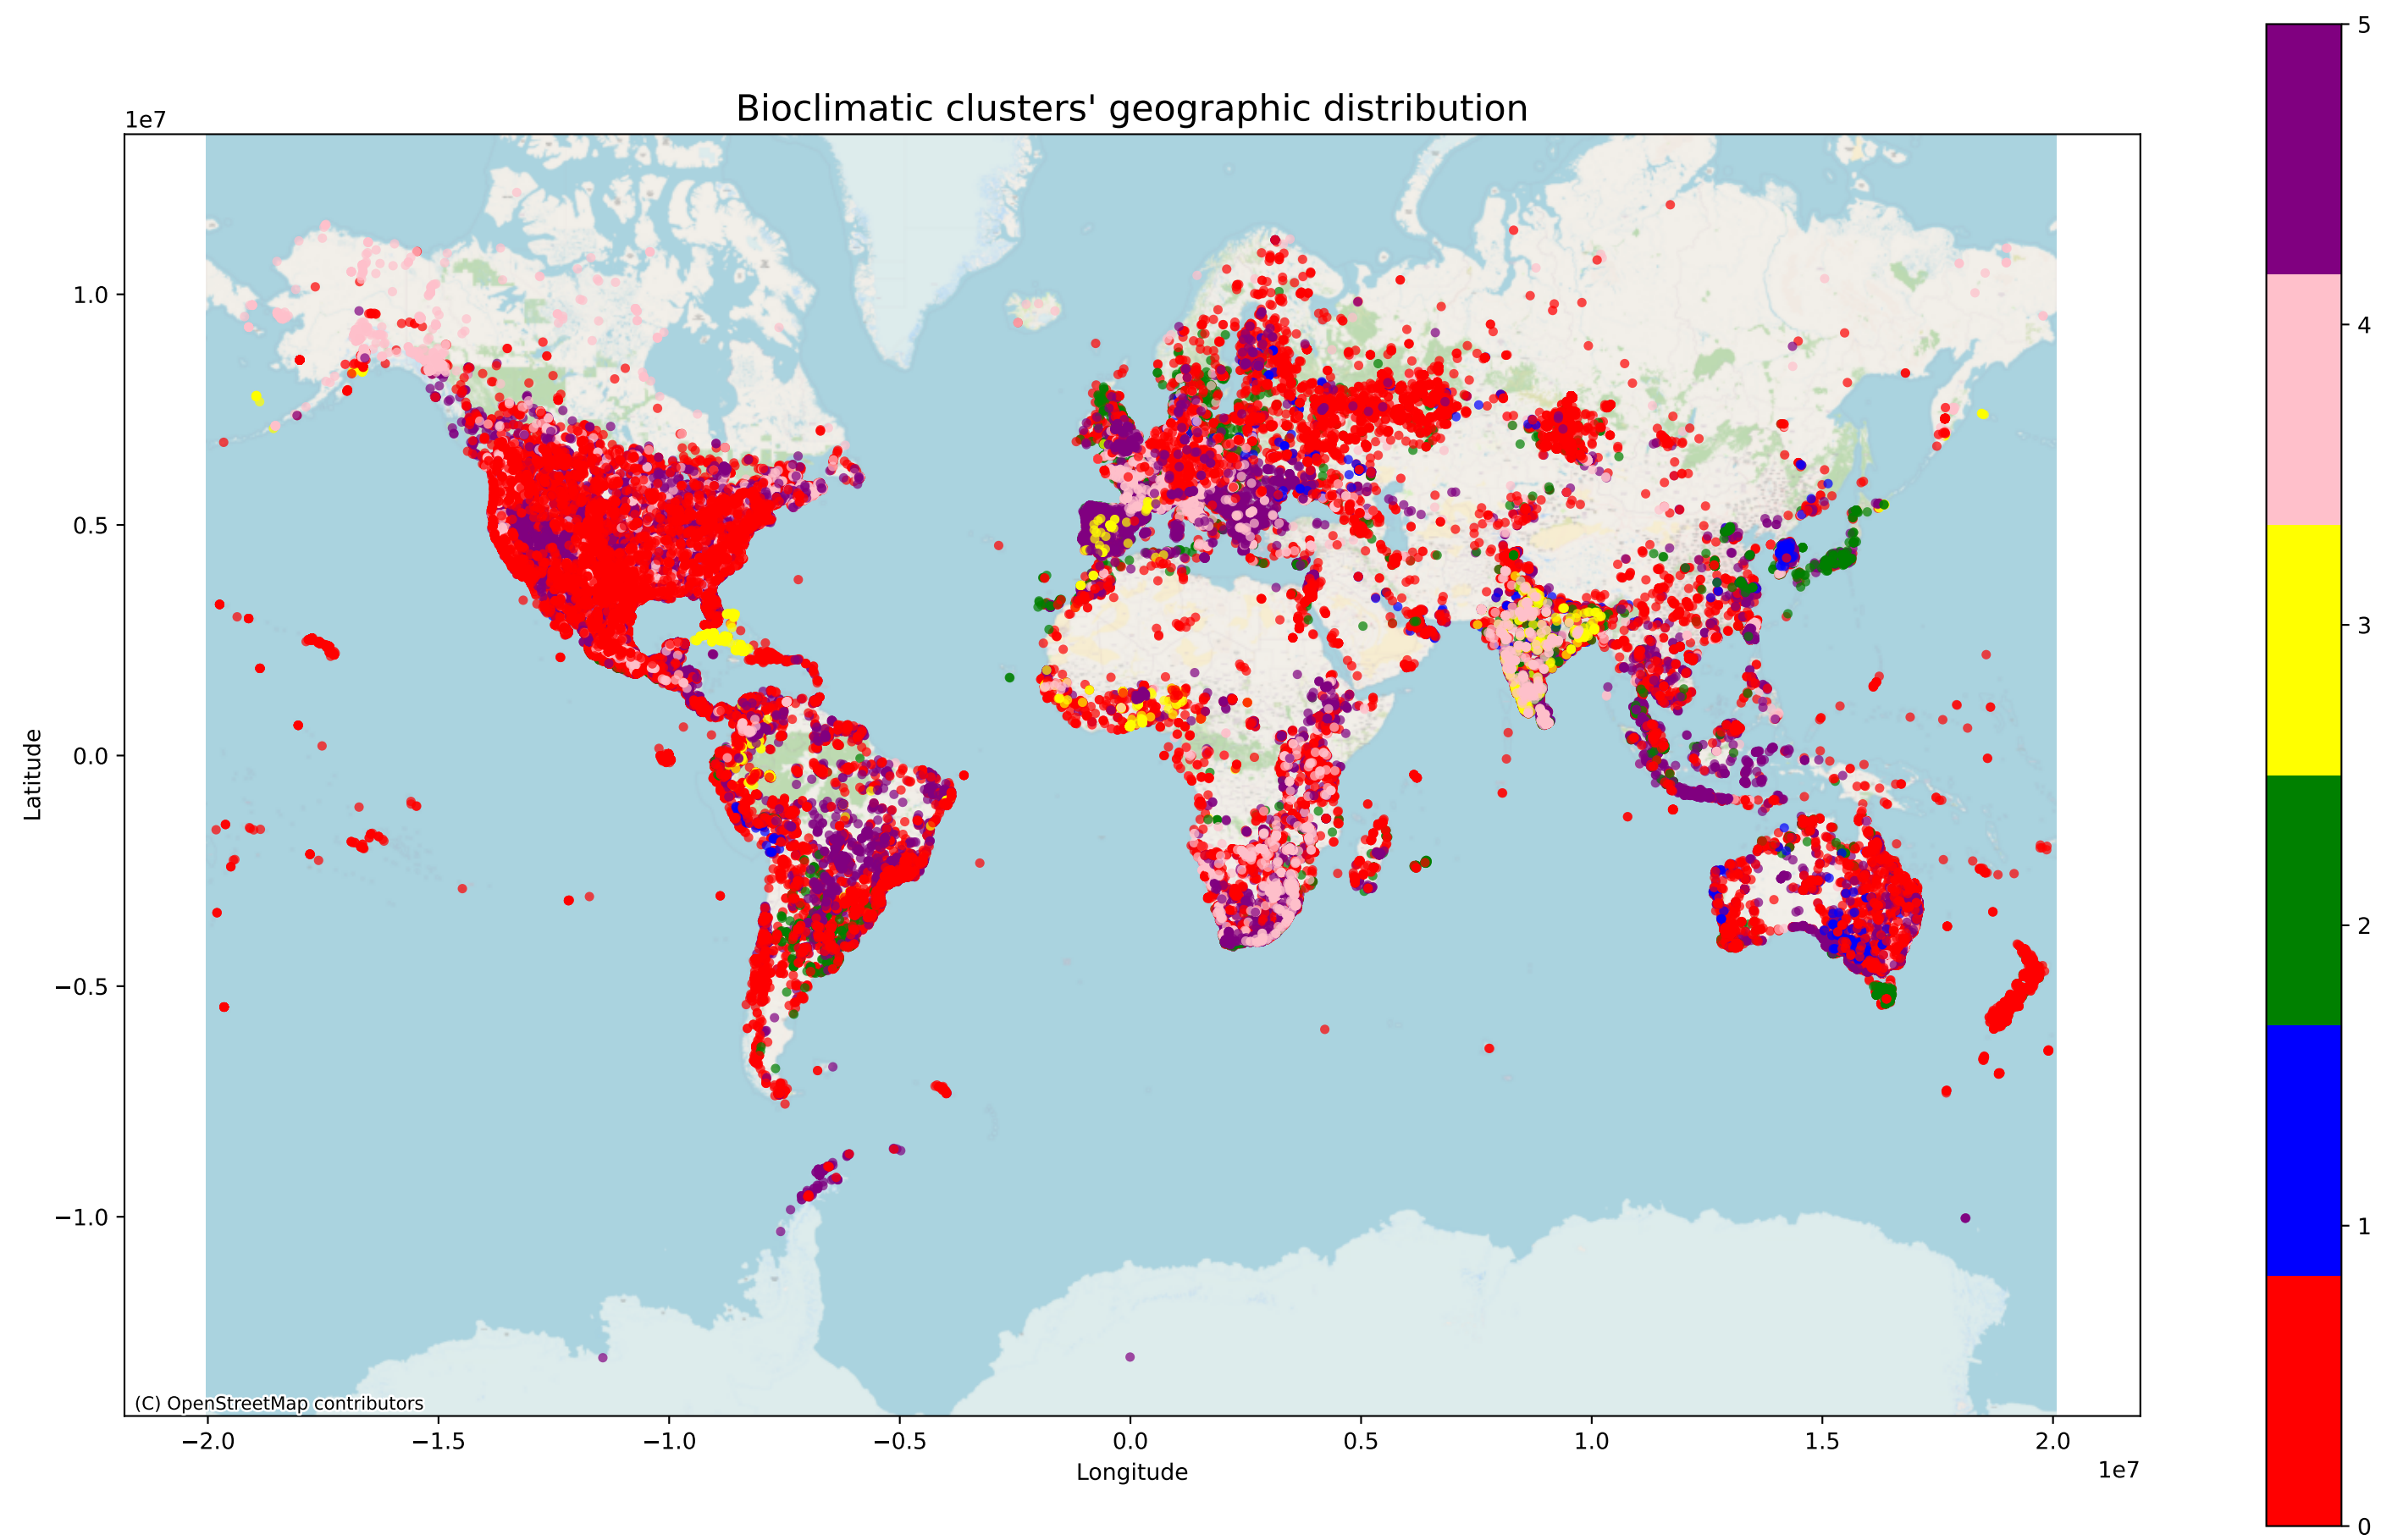 Bioclimatic clusters' geographic distribution
1e7
1.0
0.5
0.0
−0.5
−1.0
Latitude
(C) OpenStreetMap contributors
−2.0 −1.5 −1.0 −0.5 0.0 0.5 1.0 1.5 2.0
1e7
Longitude
5
4
3
2
1
0